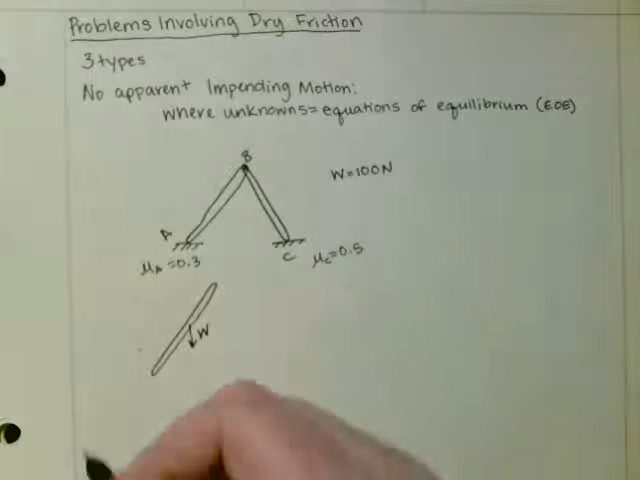 Problems Involving Dry Friction
3 types
No apparent Impending Motion:
where unknowns = equations of equilibrium (EOE)
B
W=100N
A
C
μA=0.3
μC=0.5
W